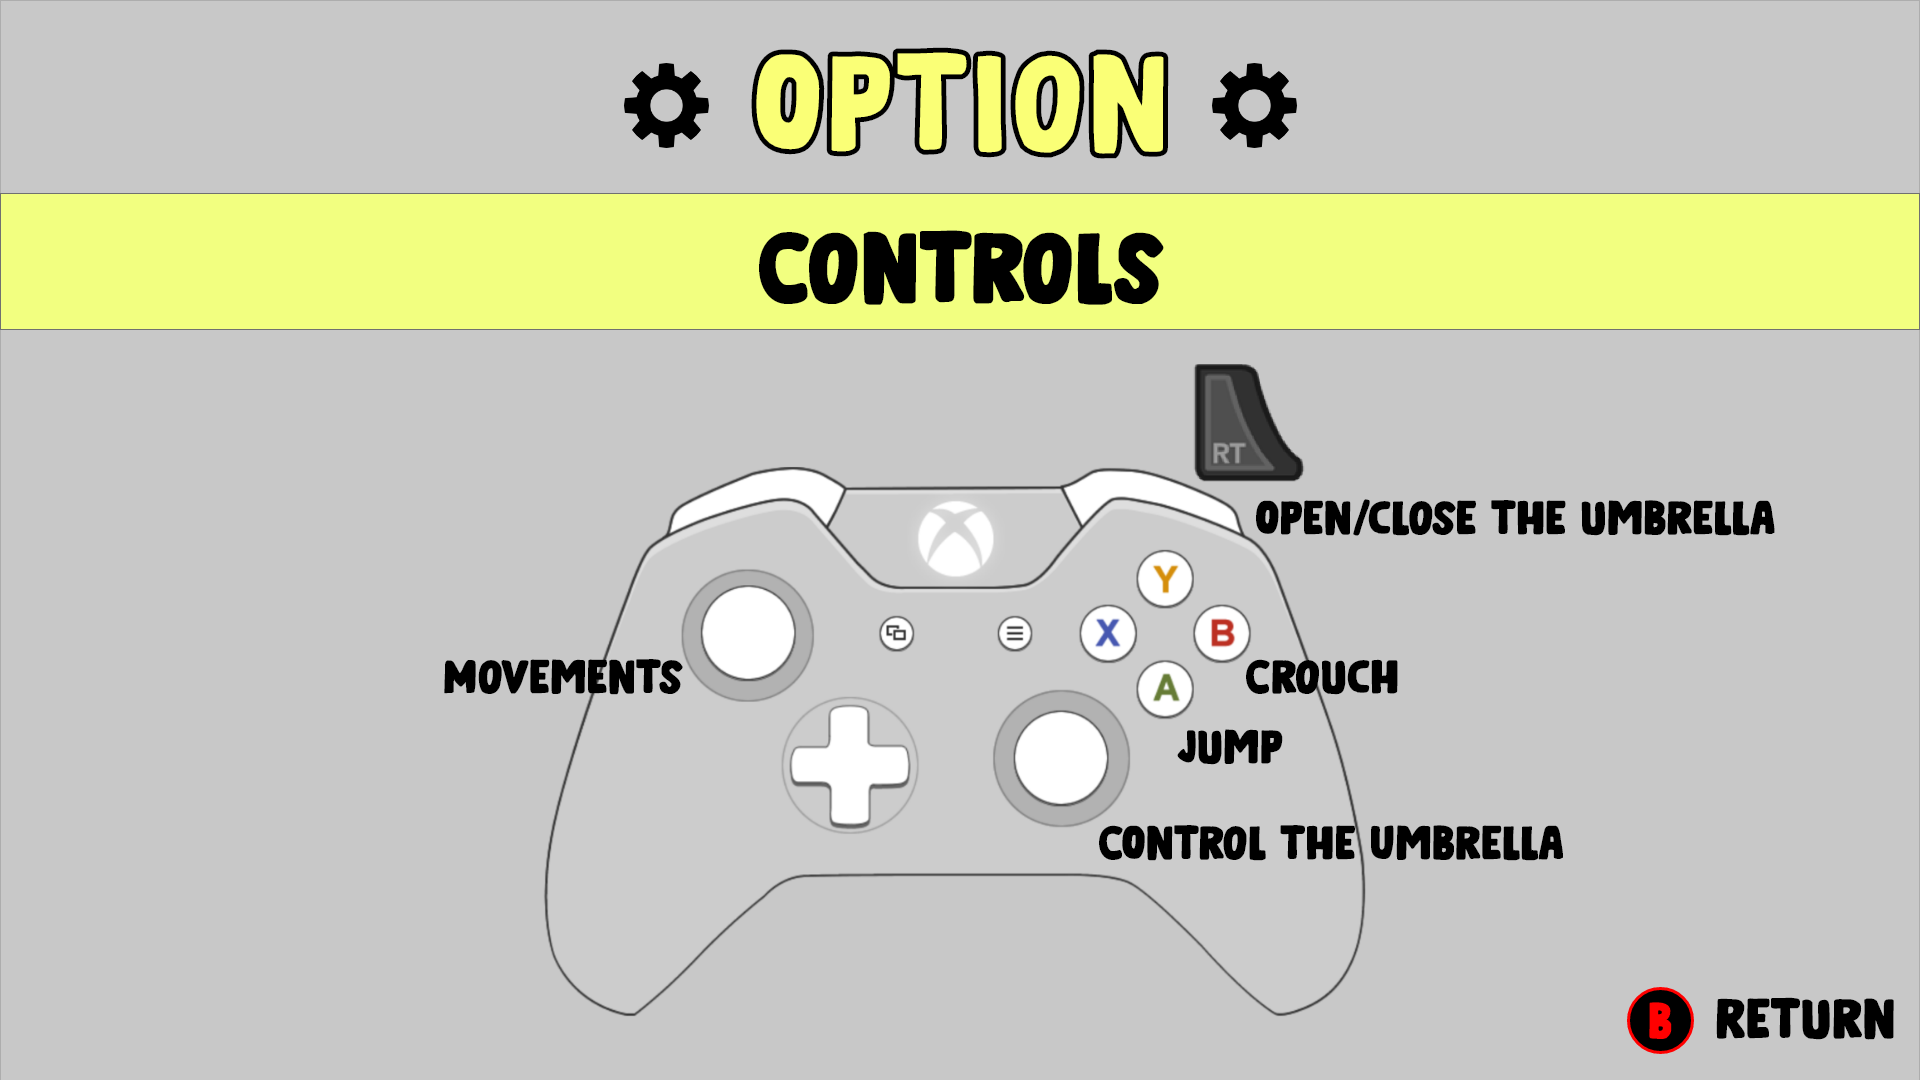 OPTION
CONTROLS
RT
OPEN/CLOSE THE UMBRELLA
Y
X
B
MOVEMENTS
CROUCH
A
JUMP
CONTROL THE UMBRELLA
B RETURN